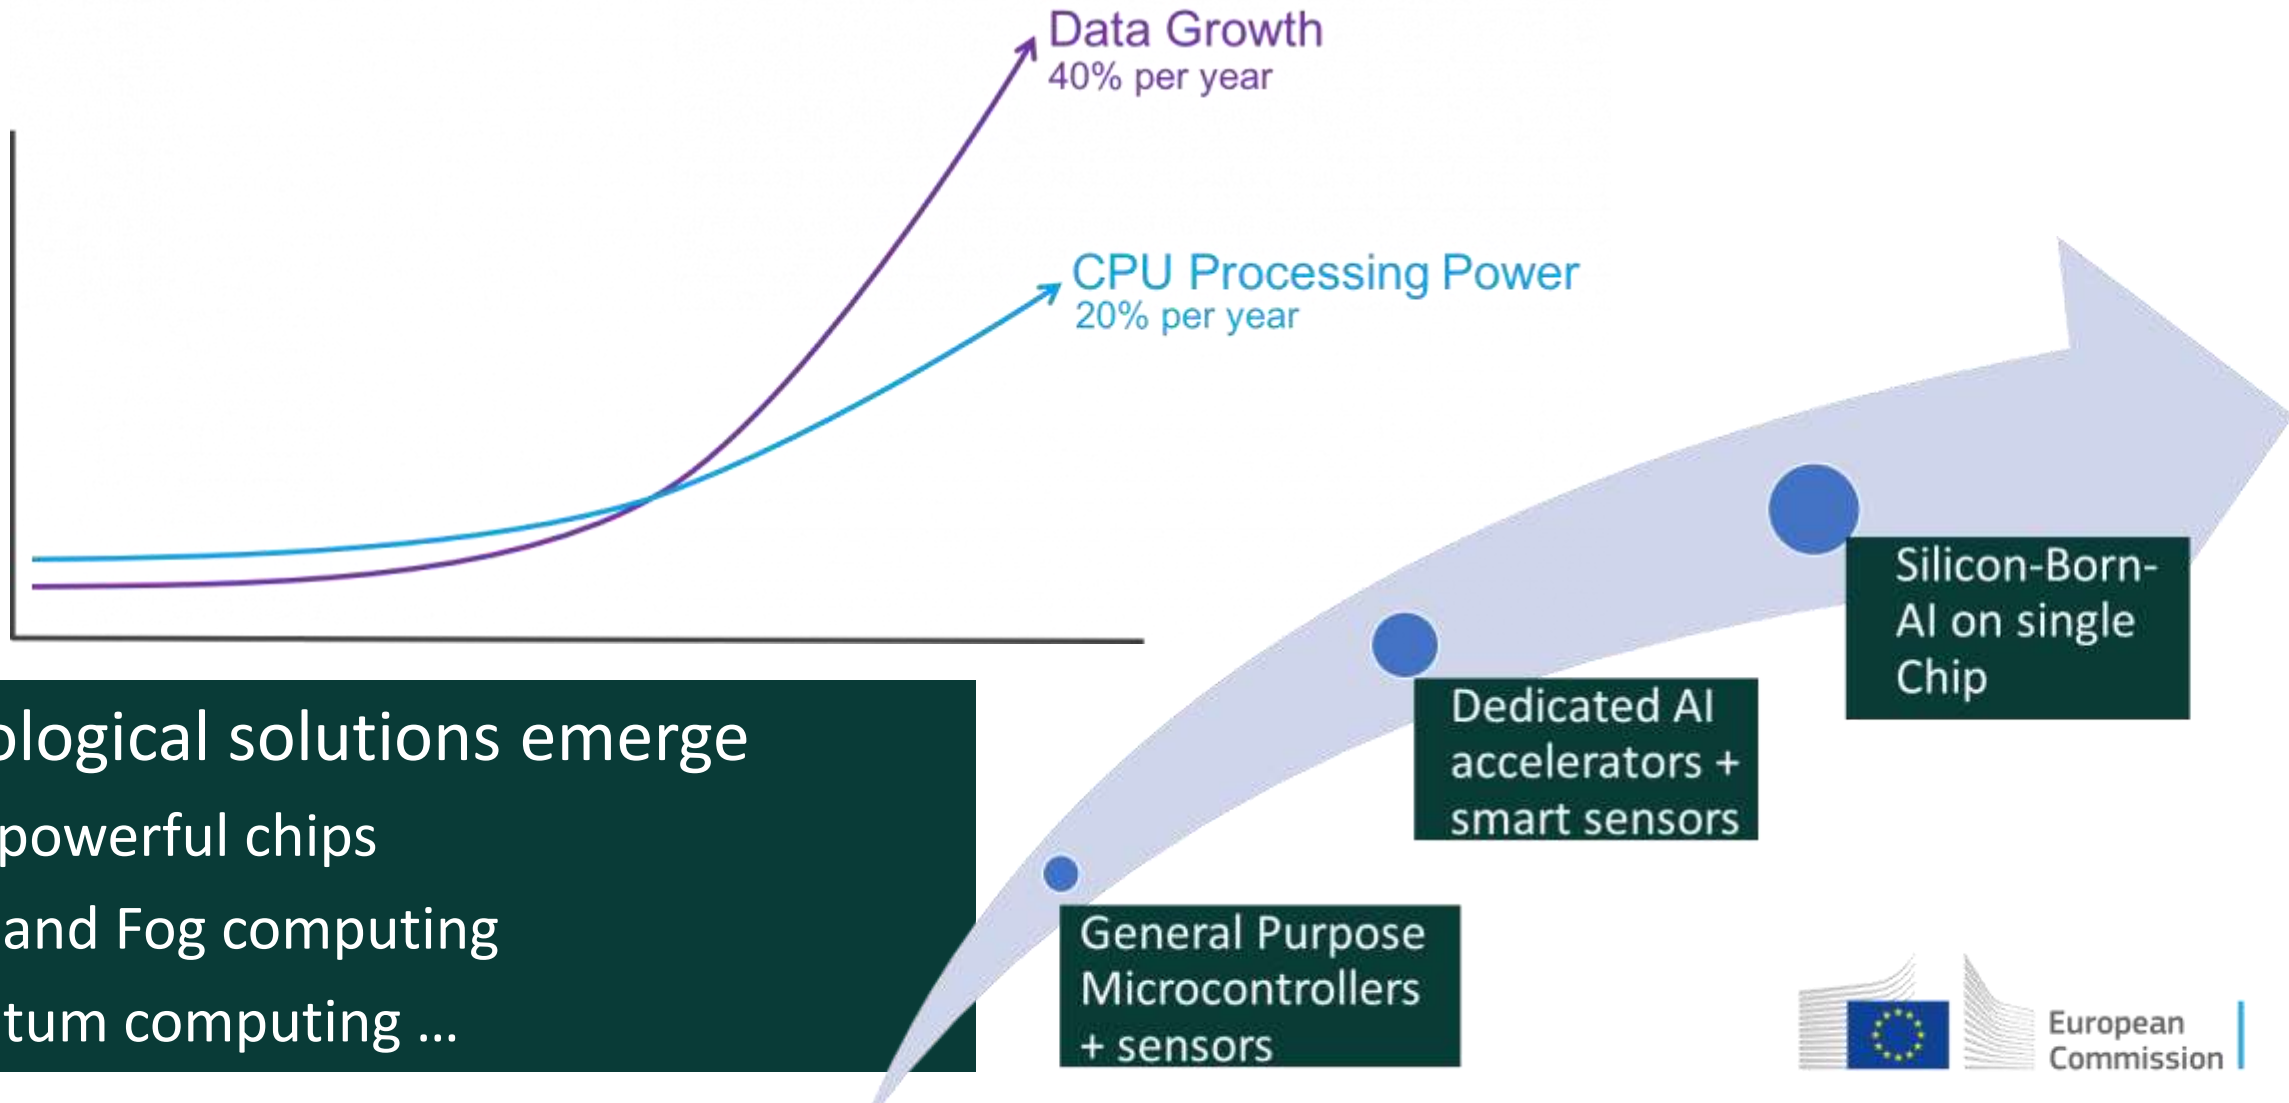 Data Growth
40% per year
CPU Processing Power
20% per year
Silicon-Born-
AI on single
Chip
Dedicated AI
accelerators +
smart sensors
General Purpose
Microcontrollers
+ sensors
ological solutions emerge
powerful chips
and Fog computing
tum computing ...
European
Commission